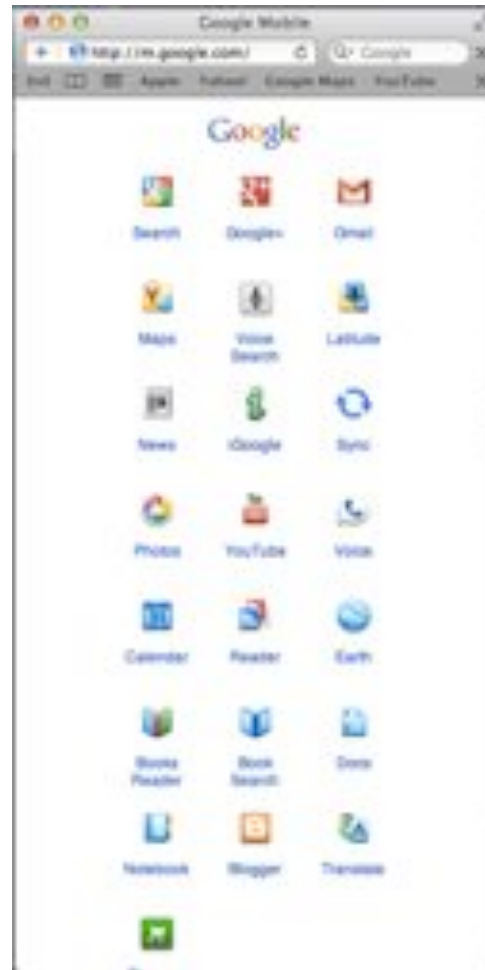 Google Mobile
http://m.google.com/ Google
Apple Yahoo! Google Maps YouTube
Google
Search Google+ Gmail
Maps Voice Search Latitude
News iGoogle Sync
Photos YouTube Voice
Calendar Reader Earth
Books Reader Book Search Docs
Notebook Blogger Translate